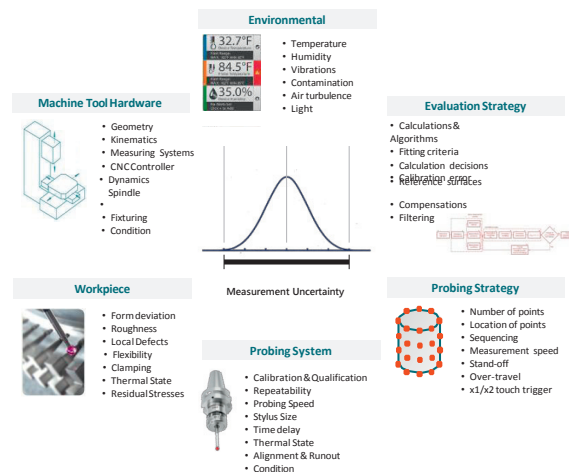 Environmental
32.7°F
84.5°F
35.0%
• Temperature
• Humidity
• Vibrations
• Contamination
• Air turbulence
• Light
Machine Tool Hardware
• Geometry
• Kinematics
• Measuring Systems
• CNC Controller
• Dynamics
Spindle
•
• Fixturing
• Condition
Evaluation Strategy
• Calculations &
Algorithms
• Fitting criteria
• Calculation decisions
• Calibration error
• Reference surfaces
• Compensations
• Filtering
Measurement Uncertainty
Workpiece
• Form deviation
• Roughness
• Local Defects
• Flexibility
• Clamping
• Thermal State
• Residual Stresses
Probing System
• Calibration & Qualification
• Repeatability
• Probing Speed
• Stylus Size
• Time delay
• Thermal State
• Alignment & Runout
• Condition
Probing Strategy
• Number of points
• Location of points
• Sequencing
• Measurement speed
• Stand-off
• Over-travel
• x1/x2 touch trigger